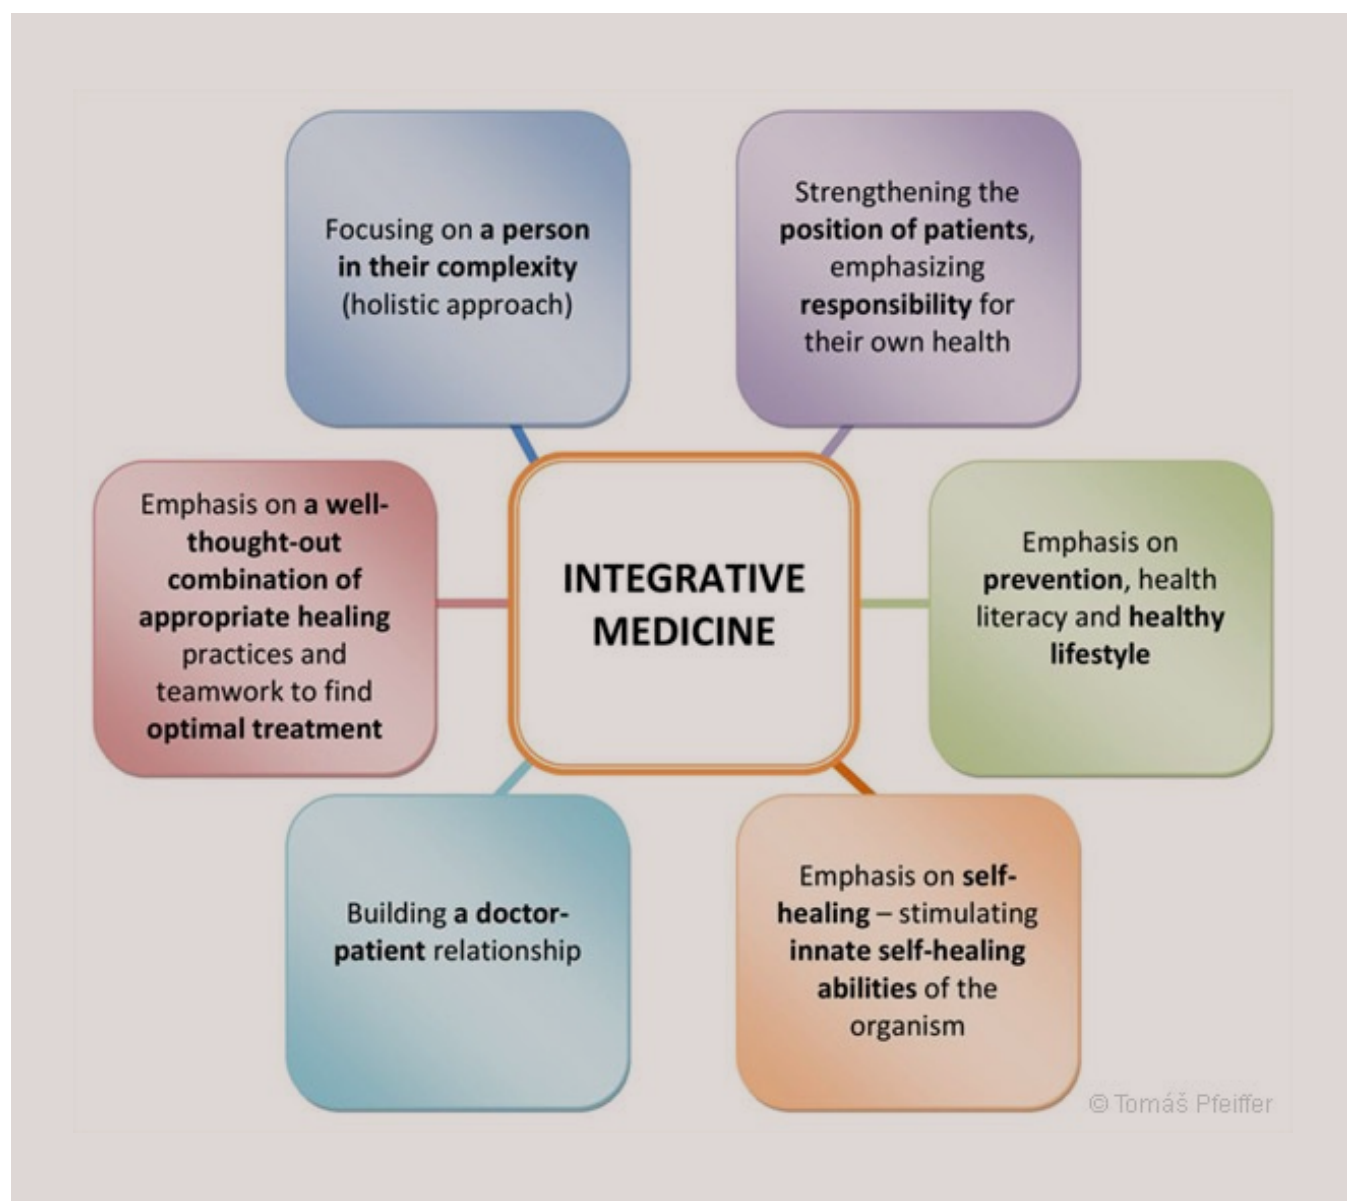 Focusing on a person
in their complexity
(holistic approach)
Strengthening the
position of patients,
emphasizing
responsibility for
their own health
Emphasis on a well-
thought-out
combination of
appropriate healing
practices and
teamwork to find
optimal treatment
INTEGRATIVE
MEDICINE
Emphasis on
prevention, health
literacy and healthy
lifestyle
Building a doctor-
patient relationship
Emphasis on self-
healing – stimulating
innate self-healing
abilities of the
organism
© Tomáš Pfeiffer